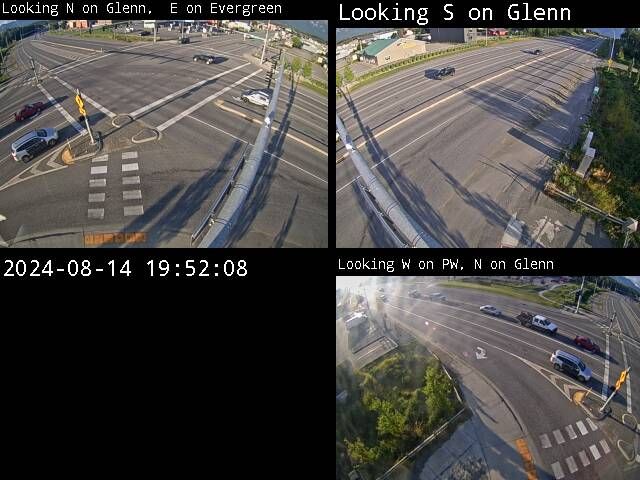 Looking N on Glenn,  E on Evergreen
Looking S on Glenn
2024-08-14 19:52:08
Looking W on PW, N on Glenn